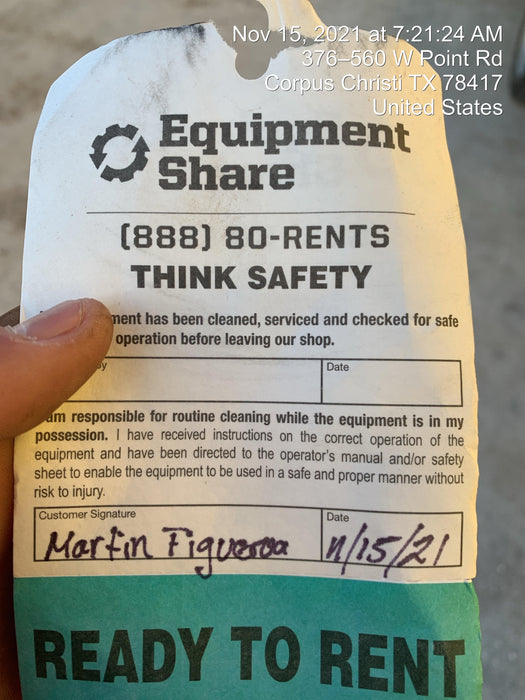 Nov 15, 2021 at 7:21:24 AM
376–560 W Point Rd
Corpus Christi TX 78417
United States
Equipment
Share
(888) 80-RENTS
THINK SAFETY
ment has been cleaned, serviced and checked for safe
operation before leaving our shop.
by Date
am responsible for routine cleaning while the equipment is in my
possession. I have received instructions on the correct operation of the
equipment and have been directed to the operator's manual and/or safety
sheet to enable the equipment to be used in a safe and proper manner without
risk to injury.
Customer Signature Date
Martin Figueroa 11/15/21
READY TO RENT